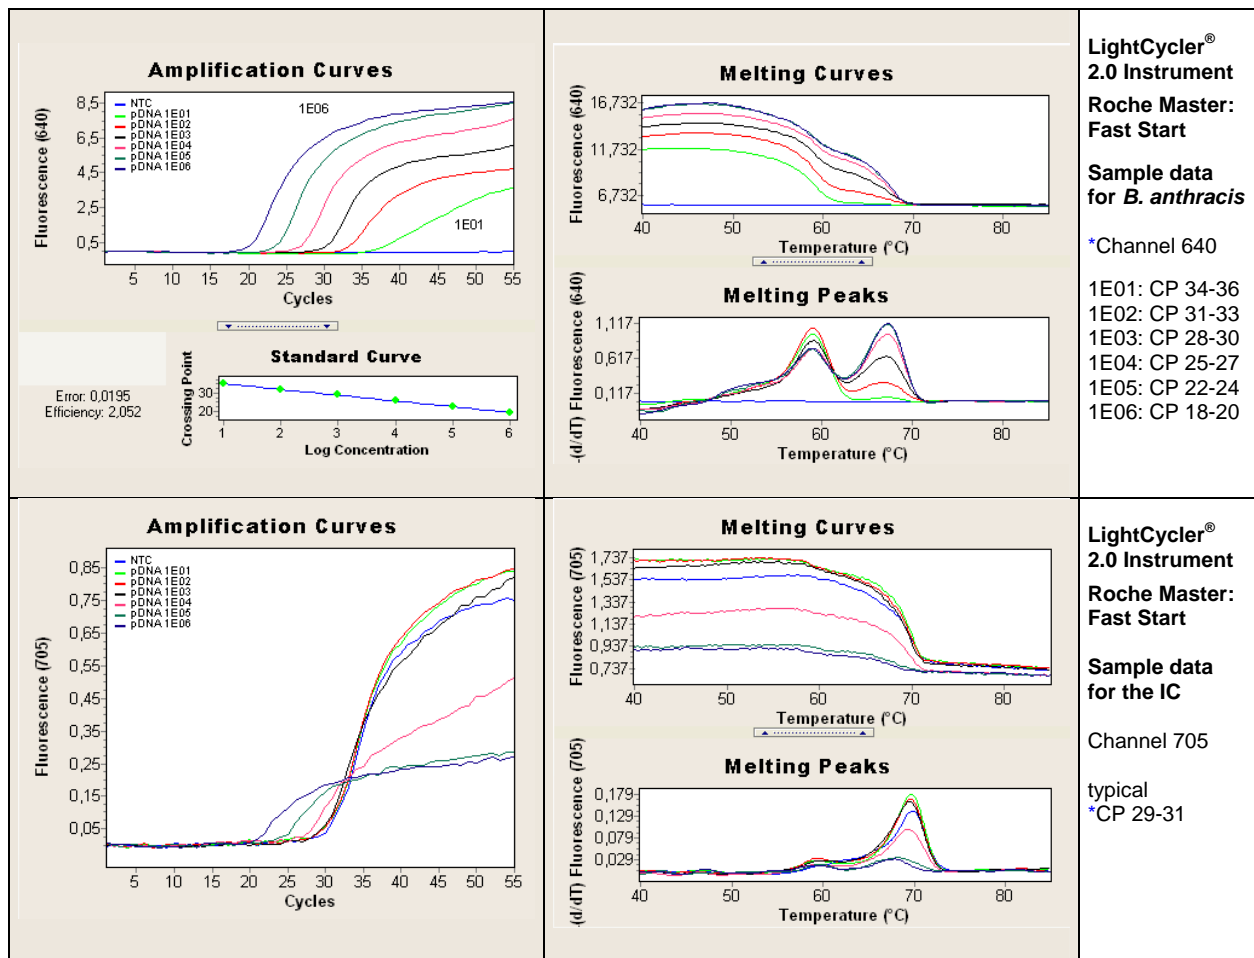 Amplification Curves
Fluorescence (640)
8,5
6,5
4,5
2,5
0,5
NTC
pDNA 1E01
pDNA 1E02
pDNA 1E03
pDNA 1E04
pDNA 1E05
pDNA 1E06
1E06
1E01
5 10 15 20 25 30 35 40 45 50 55
Cycles
Error: 0,0195
Efficiency: 2,052
Standard Curve
Crossing Point
30
20
1 2 3 4 5 6
Log Concentration
Melting Curves
Fluorescence (640)
16,732
11,732
6,732
40 50 60 70 80
Temperature (°C)
Melting Peaks
-(d/dT) Fluorescence (640)
1,117
0,617
0,117
40 50 60 70 80
Temperature (°C)
LightCycler®
2.0 Instrument
Roche Master:
Fast Start
Sample data
for B. anthracis
*Channel 640
1E01: CP 34-36
1E02: CP 31-33
1E03: CP 28-30
1E04: CP 25-27
1E05: CP 22-24
1E06: CP 18-20
Amplification Curves
Fluorescence (705)
0,85
0,75
0,65
0,55
0,45
0,35
0,25
0,15
0,05
NTC
pDNA 1E01
pDNA 1E02
pDNA 1E03
pDNA 1E04
pDNA 1E05
pDNA 1E06
5 10 15 20 25 30 35 40 45 50 55
Cycles
Melting Curves
Fluorescence (705)
1,737
1,537
1,337
1,137
0,937
0,737
40 50 60 70 80
Temperature (°C)
Melting Peaks
-(d/dT) Fluorescence (705)
0,179
0,129
0,079
0,029
40 50 60 70 80
Temperature (°C)
LightCycler®
2.0 Instrument
Roche Master:
Fast Start
Sample data
for the IC
Channel 705
typical
*CP 29-31